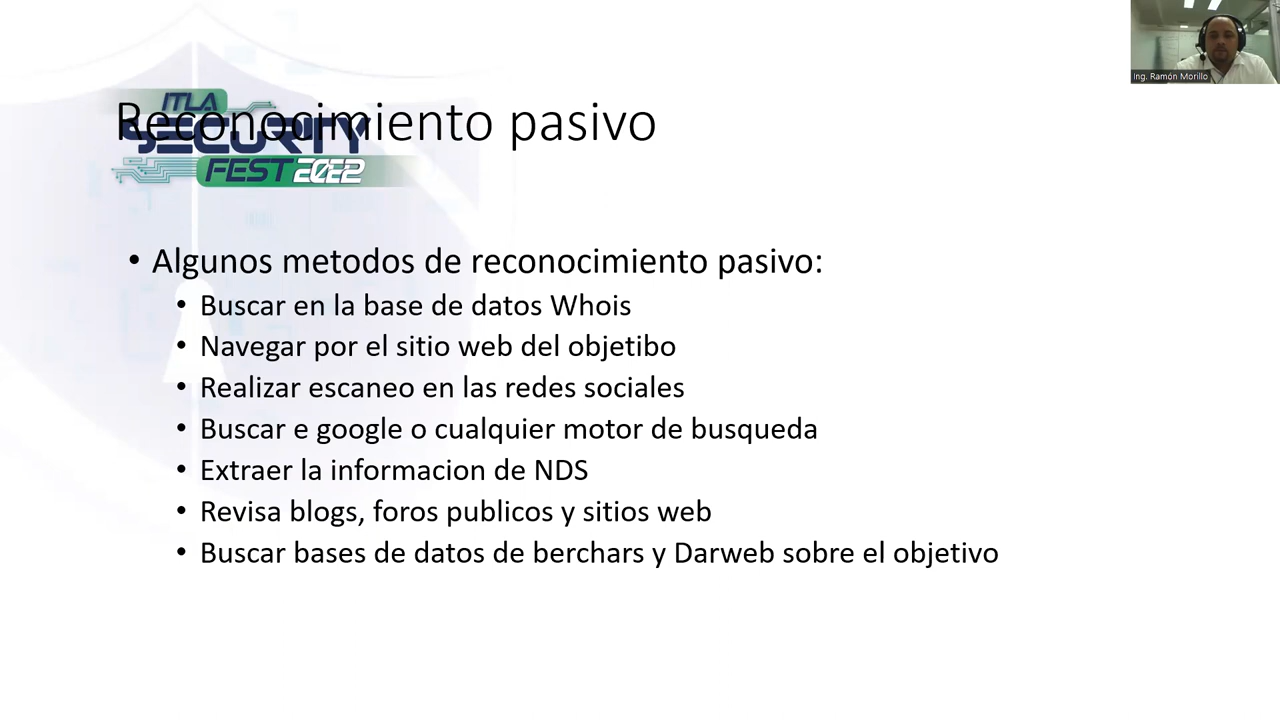 Ing. Ramón Morillo
ITLA
Reconocimiento pasivo
SECURITY
FEST 2022
• Algunos metodos de reconocimiento pasivo:
• Buscar en la base de datos Whois
• Navegar por el sitio web del objetibo
• Realizar escaneo en las redes sociales
• Buscar e google o cualquier motor de busqueda
• Extraer la informacion de NDS
• Revisa blogs, foros publicos y sitios web
• Buscar bases de datos de berchars y Darweb sobre el objetivo